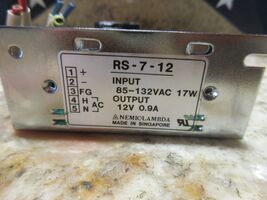 RS-7-12
1 +
2 -
3 FG
4 H
5 N
AC
INPUT
85-132VAC 17W
OUTPUT
12V 0.9A
NEMIC LAMBDA
MADE IN SINGAPORE